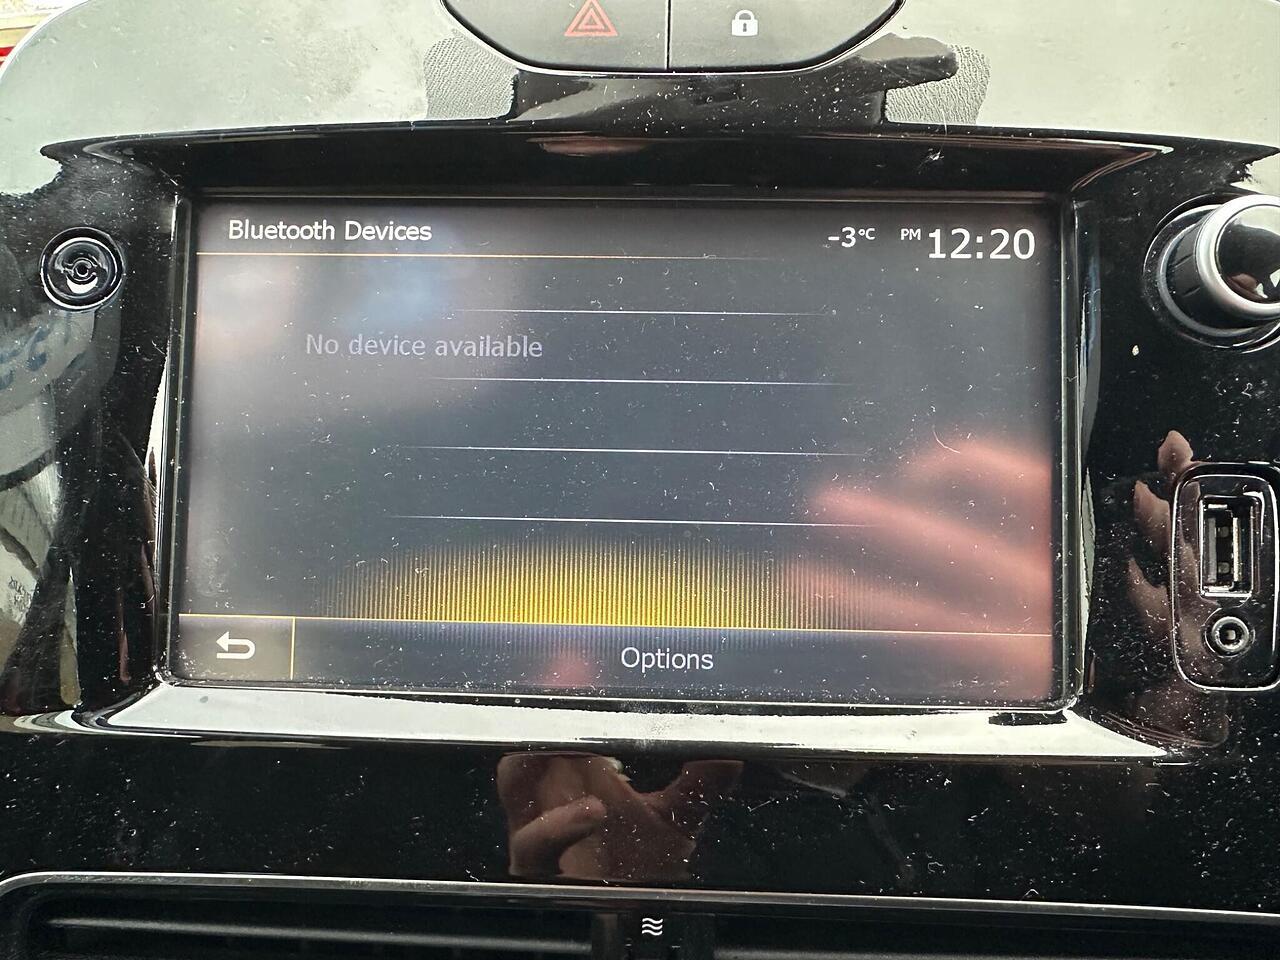 Bluetooth Devices
-3°C PM 12:20
No device available
Options